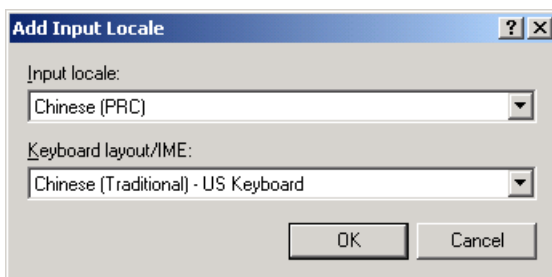 Add Input Locale
Input locale:
Chinese (PRC)
Keyboard layout/IME:
Chinese (Traditional) - US Keyboard
OK Cancel